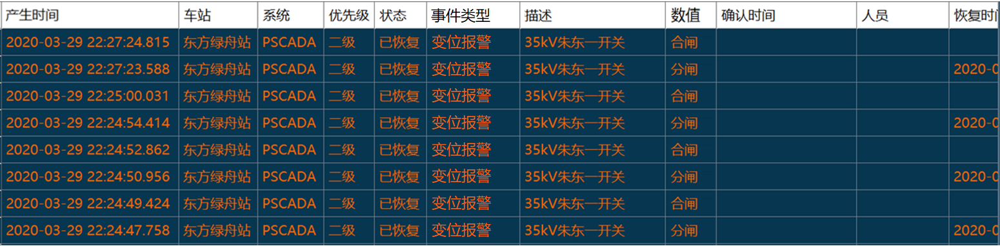 产生时间 车站 系统 优先级 状态 事件类型 描述 数值 确认时间 人员 恢复时间
2020-03-29 22:27:24.815 东方绿舟站 PSCADA 二级 已恢复 变位报警 35kV朱东一开关 合闸
2020-03-29 22:27:23.588 东方绿舟站 PSCADA 二级 已恢复 变位报警 35kV朱东一开关 分闸 2020-0
2020-03-29 22:25:00.031 东方绿舟站 PSCADA 二级 已恢复 变位报警 35kV朱东一开关 合闸
2020-03-29 22:24:54.414 东方绿舟站 PSCADA 二级 已恢复 变位报警 35kV朱东一开关 分闸 2020-0
2020-03-29 22:24:52.862 东方绿舟站 PSCADA 二级 已恢复 变位报警 35kV朱东一开关 合闸
2020-03-29 22:24:50.956 东方绿舟站 PSCADA 二级 已恢复 变位报警 35kV朱东一开关 分闸 2020-0
2020-03-29 22:24:49.424 东方绿舟站 PSCADA 二级 已恢复 变位报警 35kV朱东一开关 合闸
2020-03-29 22:24:47.758 东方绿舟站 PSCADA 二级 已恢复 变位报警 35kV朱东一开关 分闸 2020-0